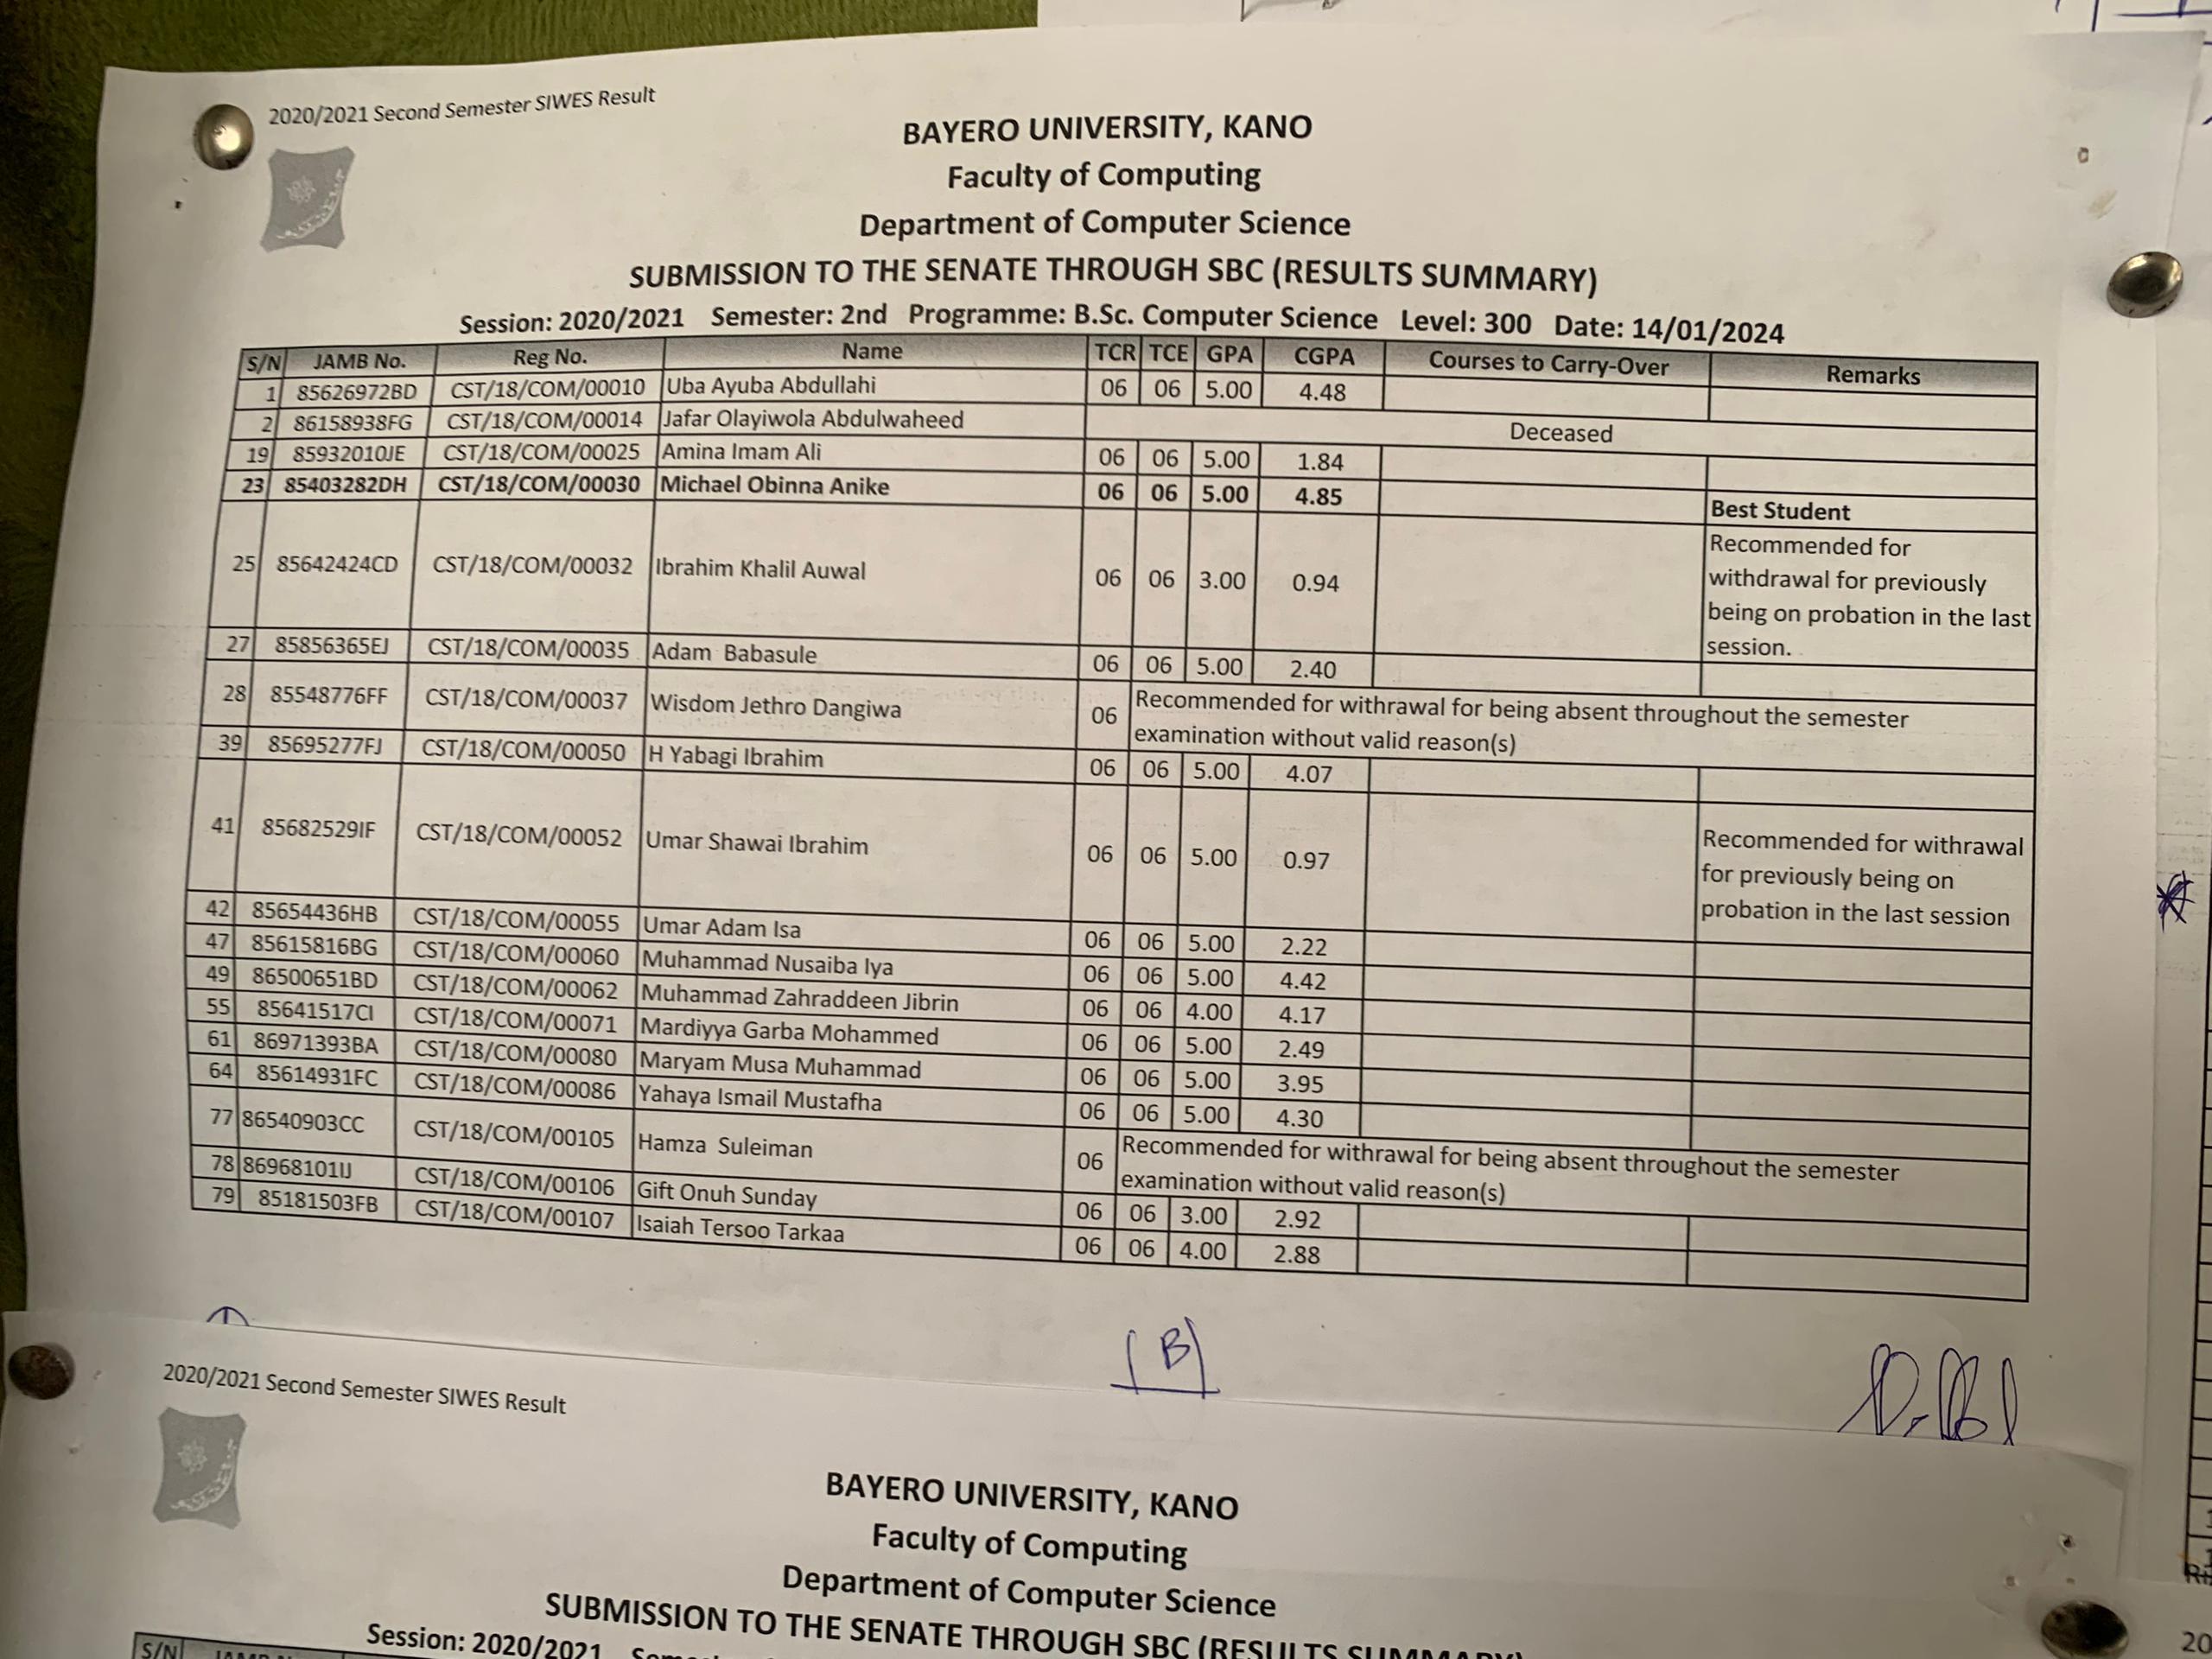 2020/2021 Second Semester SIWES Result
BAYERO UNIVERSITY, KANO
Faculty of Computing
Department of Computer Science
SUBMISSION TO THE SENATE THROUGH SBC (RESULTS SUMMARY)
Session: 2020/2021 Semester: 2nd Programme: B.Sc. Computer Science Level: 300 Date: 14/01/2024
S/N JAMB No. Reg No. Name TCR TCE GPA CGPA Courses to Carry-Over Remarks
1 85626972BD CST/18/COM/00010 Uba Ayuba Abdullahi 06 06 5.00 4.48
2 86158938FG CST/18/COM/00014 Jafar Olayiwola Abdulwaheed Deceased
19 85932010JE CST/18/COM/00025 Amina Imam Ali 06 06 5.00 1.84
23 85403282DH CST/18/COM/00030 Michael Obinna Anike 06 06 5.00 4.85 Best Student
25 85642424CD CST/18/COM/00032 Ibrahim Khalil Auwal 06 06 3.00 0.94 Recommended for
withdrawal for previously
being on probation in the last
session.
27 85856365EJ CST/18/COM/00035 Adam Babasule 06 06 5.00 2.40
28 85548776FF CST/18/COM/00037 Wisdom Jethro Dangiwa 06 Recommended for withrawal for being absent throughout the semester
examination without valid reason(s)
39 85695277FJ CST/18/COM/00050 H Yabagi Ibrahim 06 06 5.00 4.07
41 85682529IF CST/18/COM/00052 Umar Shawai Ibrahim 06 06 5.00 0.97 Recommended for withrawal
for previously being on
probation in the last session
42 85654436HB CST/18/COM/00055 Umar Adam Isa 06 06 5.00 2.22
47 85615816BG CST/18/COM/00060 Muhammad Nusaiba Iya 06 06 5.00 4.42
49 86500651BD CST/18/COM/00062 Muhammad Zahraddeen Jibrin 06 06 4.00 4.17
55 85641517CI CST/18/COM/00071 Mardiyya Garba Mohammed 06 06 5.00 2.49
61 86971393BA CST/18/COM/00080 Maryam Musa Muhammad 06 06 5.00 3.95
64 85614931FC CST/18/COM/00086 Yahaya Ismail Mustafha 06 06 5.00 4.30
77 86540903CC CST/18/COM/00105 Hamza Suleiman 06 Recommended for withrawal for being absent throughout the semester
examination without valid reason(s)
78 86968101IJ CST/18/COM/00106 Gift Onuh Sunday 06 06 3.00 2.92
79 85181503FB CST/18/COM/00107 Isaiah Tersoo Tarkaa 06 06 4.00 2.88
B
2020/2021 Second Semester SIWES Result
BAYERO UNIVERSITY, KANO
Faculty of Computing
Department of Computer Science
SUBMISSION TO THE SENATE THROUGH SBC (RESULTS SUMMARY)
Session: 2020/2021
S/N
20